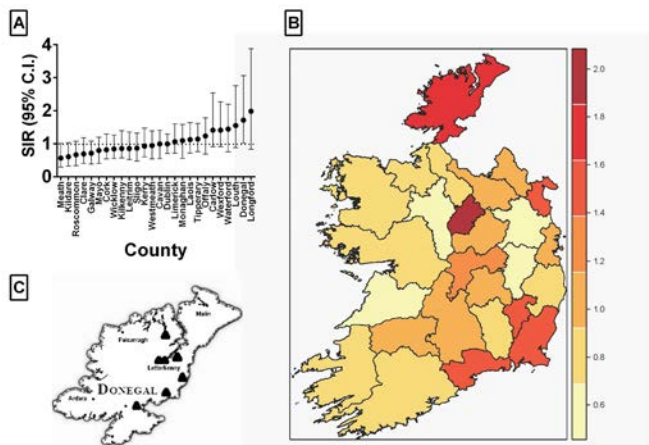 A
SIR (95% C.I.)
4
3
2
1
0
Meath
Kildare
Roscommon
Clare
Galway
Mayo
Cork
Wicklow
Kilkenny
Leitrim
Sligo
Kerry
Westmeath
Cavan
Dublin
Limerick
Monaghan
Laois
Tipperary
Offaly
Carlow
Wexford
Waterford
Louth
Donegal
Longford
County
B
2.0
1.8
1.6
1.4
1.2
1.0
0.8
0.6
C
Malin
Falcarragh
Letterkenny
DONEGAL
Ardara